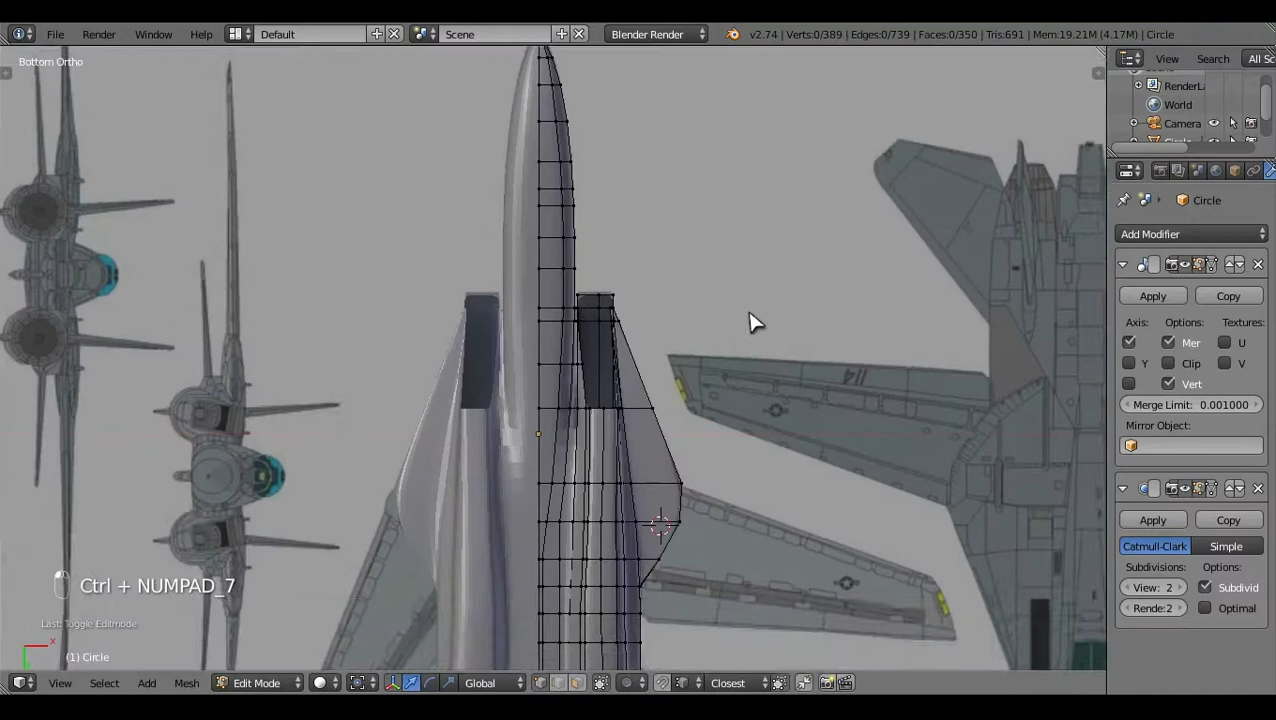 File Render Window Help Default Scene Blender Render v2.74 | Verts:0/389 | Edges:0/739 | Faces:0/350 | Tris:691 | Mem:19.21M (4.17M) | Circle
Bottom Ortho
View Search All Sc
RenderLa
World
Camera
Circle
Add Modifier
Apply Copy
Axis: Options: Textures:
Mer U
Y Clip V
Vert
Merge Limit: 0.001000
Mirror Object:
Apply Copy
Catmull-Clark Simple
Subdivisions: Options:
View: 2 Subdivid
Rende:2 Optimal
Ctrl + NUMPAD_7
Last: Toggle Editmode
x
(1) Circle
View Select Add Mesh Edit Mode Global Closest